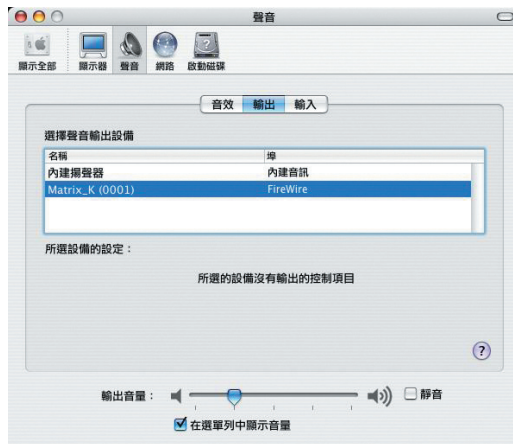 聲音
顯示全部 顯示器 聲音 網路 啟動磁碟
音效 輸出 輸入
選擇聲音輸出設備
名稱 埠
內建揚聲器 內建音訊
Matrix_K (0001) FireWire
所選設備的設定：
所選的設備沒有輸出的控制項目
?
輸出音量： 靜音
在選單列中顯示音量